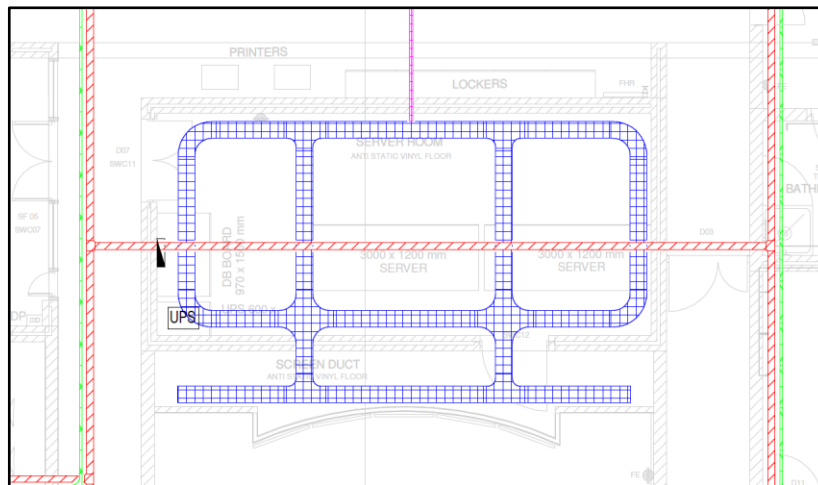 PRINTERS
LOCKERS
FHR
SERVER ROOM
ANTI STATIC VINYL FLOOR
D07
SWC11
BATH
SF 05
SWC07
D05
DB BOARD
970 x
mm
3000 x 1200 mm
SERVER
3000 x 1200 mm
SERVER
UPS 600 x
UPS
DP
SCREEN DUCT
ANTI
VINYL FLOOR
FE
D11